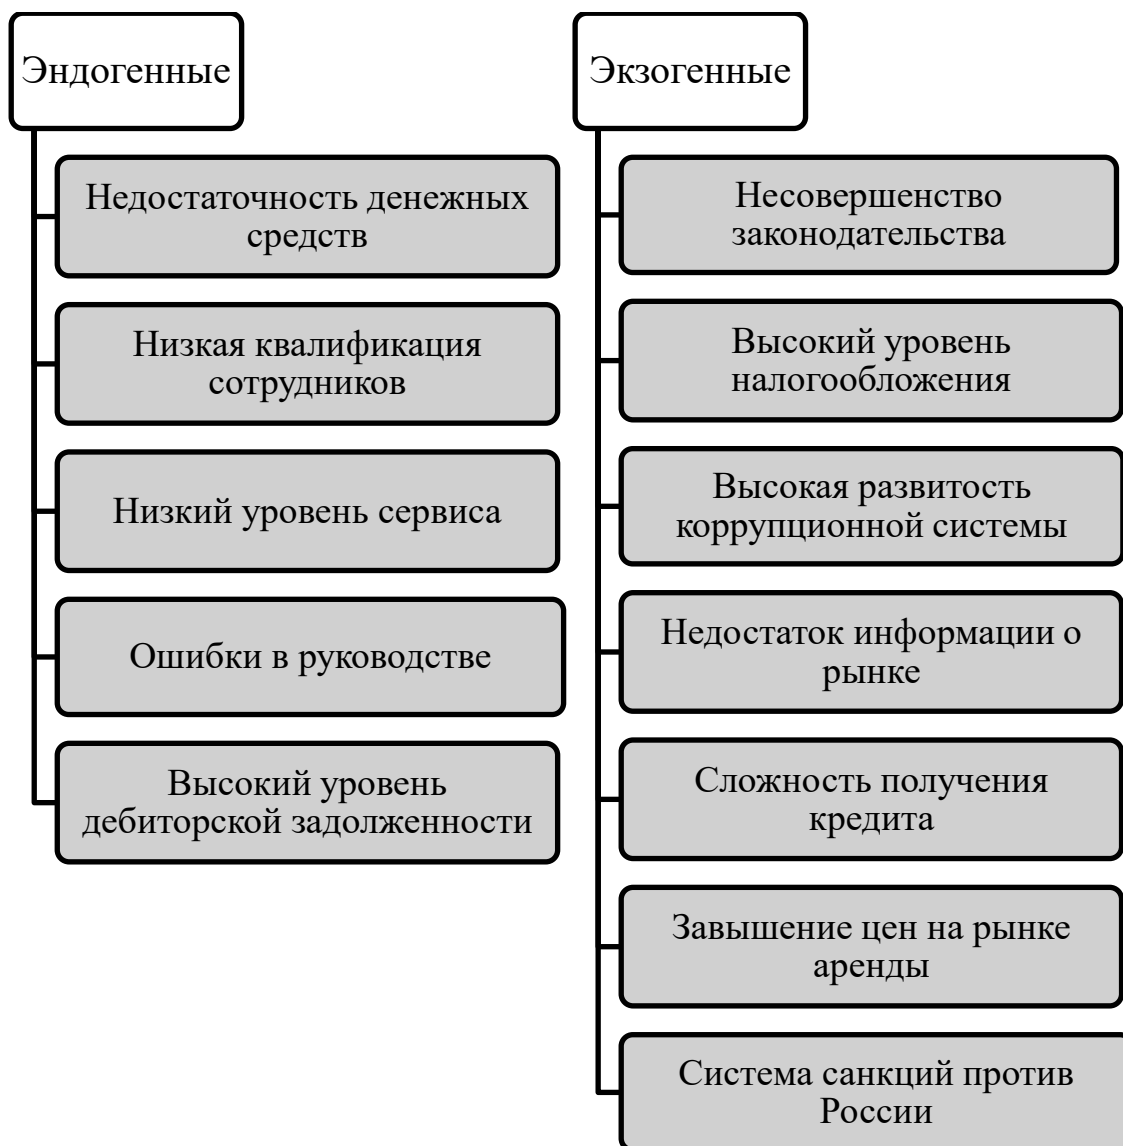 Эндогенные
Недостаточность денежных
средств
Низкая квалификация
сотрудников
Низкий уровень сервиса
Ошибки в руководстве
Высокий уровень
дебиторской задолженности
Экзогенные
Несовершенство
законодательства
Высокий уровень
налогообложения
Высокая развитость
коррупционной системы
Недостаток информации о
рынке
Сложность получения
кредита
Завышение цен на рынке
аренды
Система санкций против
России